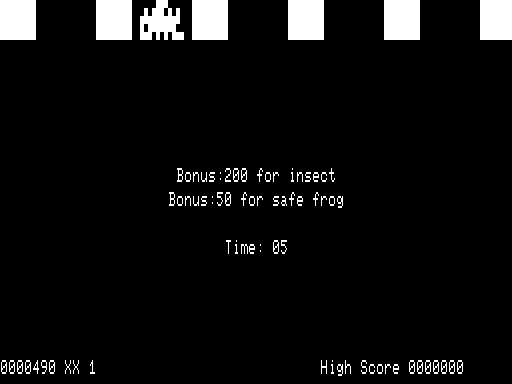 Bonus:200 for insect
Bonus:50 for safe frog
Time: 05
0000490 XX 1 High Score 0000000